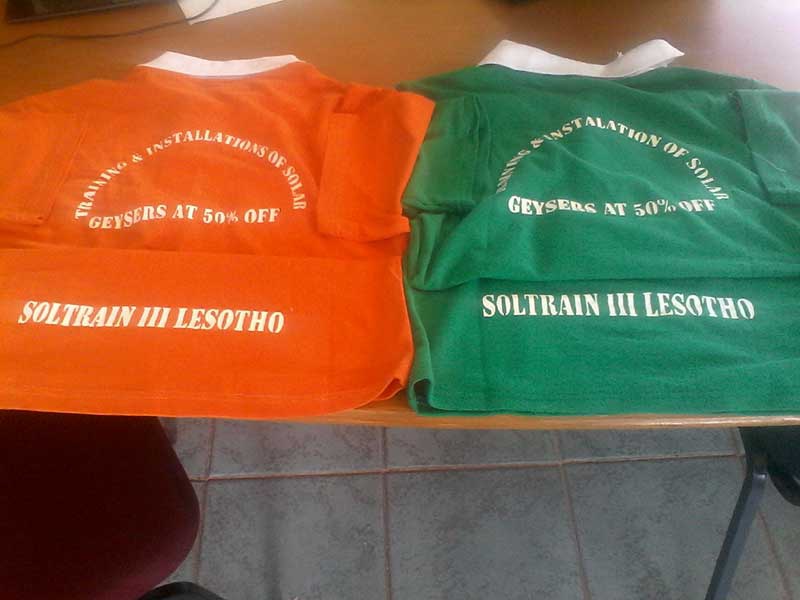 TRAINING & INSTALLATIONS OF SOLAR
GEYSERS AT 50% OFF
SOLTRAIN III LESOTHO
& INSTALATION OF SOLAR
GEYSERS AT 50% OFF
SOLTRAIN III LESOTHO